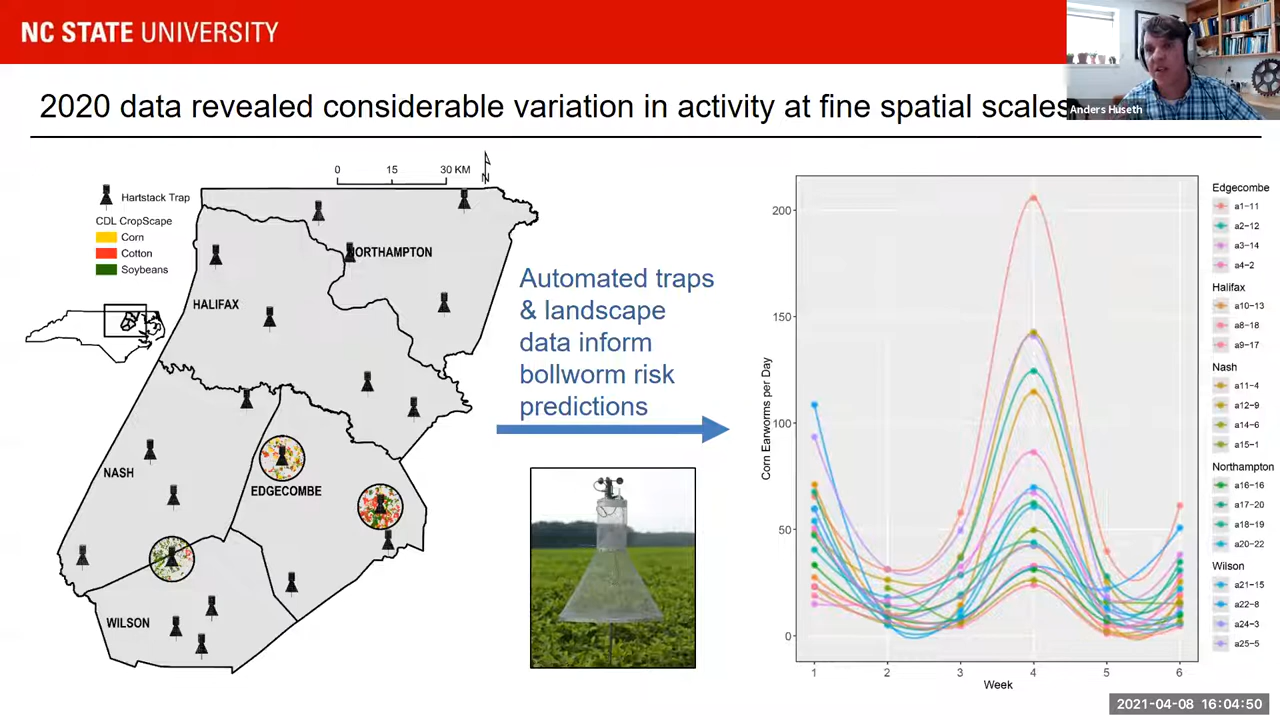 NC STATE UNIVERSITY
Anders Huseth
2020 data revealed considerable variation in activity at fine spatial scales
0 15 30 KM
N
Hartstack Trap
CDL CropScape
Corn
Cotton
Soybeans
NORTHAMPTON
HALIFAX
NASH
EDGECOMBE
WILSON
Automated traps
& landscape
data inform
bollworm risk
predictions
Corn Earworms per Day
200
150
100
50
0
1 2 3 4 5 6
Week
Edgecombe
a1-11
a2-12
a3-14
a4-2
Halifax
a10-13
a8-18
a9-17
Nash
a11-4
a12-9
a14-6
a15-1
Northampton
a16-16
a17-20
a18-19
a20-22
Wilson
a21-15
a22-8
a24-3
a25-5
2021-04-08 16:04:50